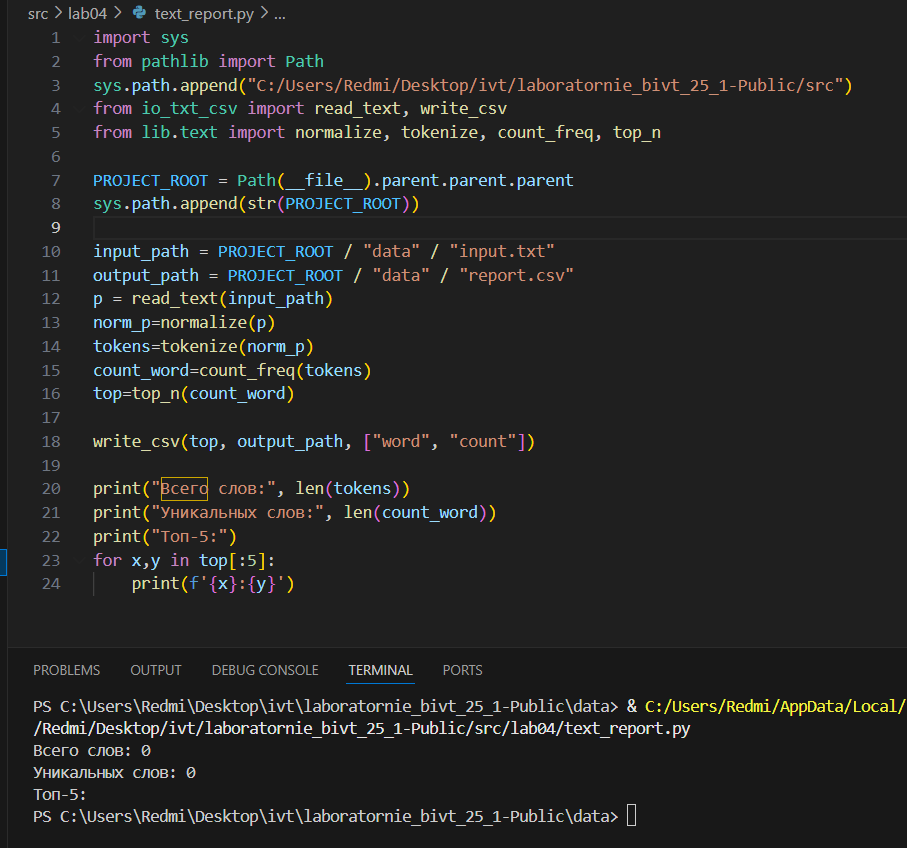 src > lab04 > text_report.py > ...
1 import sys
2 from pathlib import Path
3 sys.path.append("C:/Users/Redmi/Desktop/ivt/laboratornie_bivt_25_1-Public/src")
4 from io_txt_csv import read_text, write_csv
5 from lib.text import normalize, tokenize, count_freq, top_n
6
7 PROJECT_ROOT = Path(__file__).parent.parent.parent
8 sys.path.append(str(PROJECT_ROOT))
9
10 input_path = PROJECT_ROOT / "data" / "input.txt"
11 output_path = PROJECT_ROOT / "data" / "report.csv"
12 p = read_text(input_path)
13 norm_p=normalize(p)
14 tokens=tokenize(norm_p)
15 count_word=count_freq(tokens)
16 top=top_n(count_word)
17
18 write_csv(top, output_path, ["word", "count"])
19
20 print("Всего слов:", len(tokens))
21 print("Уникальных слов:", len(count_word))
22 print("Топ-5:")
23 for x,y in top[:5]:
24     print(f'{x}:{y}')
PROBLEMS OUTPUT DEBUG CONSOLE TERMINAL PORTS
PS C:\Users\Redmi\Desktop\ivt\laboratornie_bivt_25_1-Public\data> & C:/Users/Redmi/AppData/Local/
/Redmi/Desktop/ivt/laboratornie_bivt_25_1-Public/src/lab04/text_report.py
Всего слов: 0
Уникальных слов: 0
Топ-5:
PS C:\Users\Redmi\Desktop\ivt\laboratornie_bivt_25_1-Public\data>